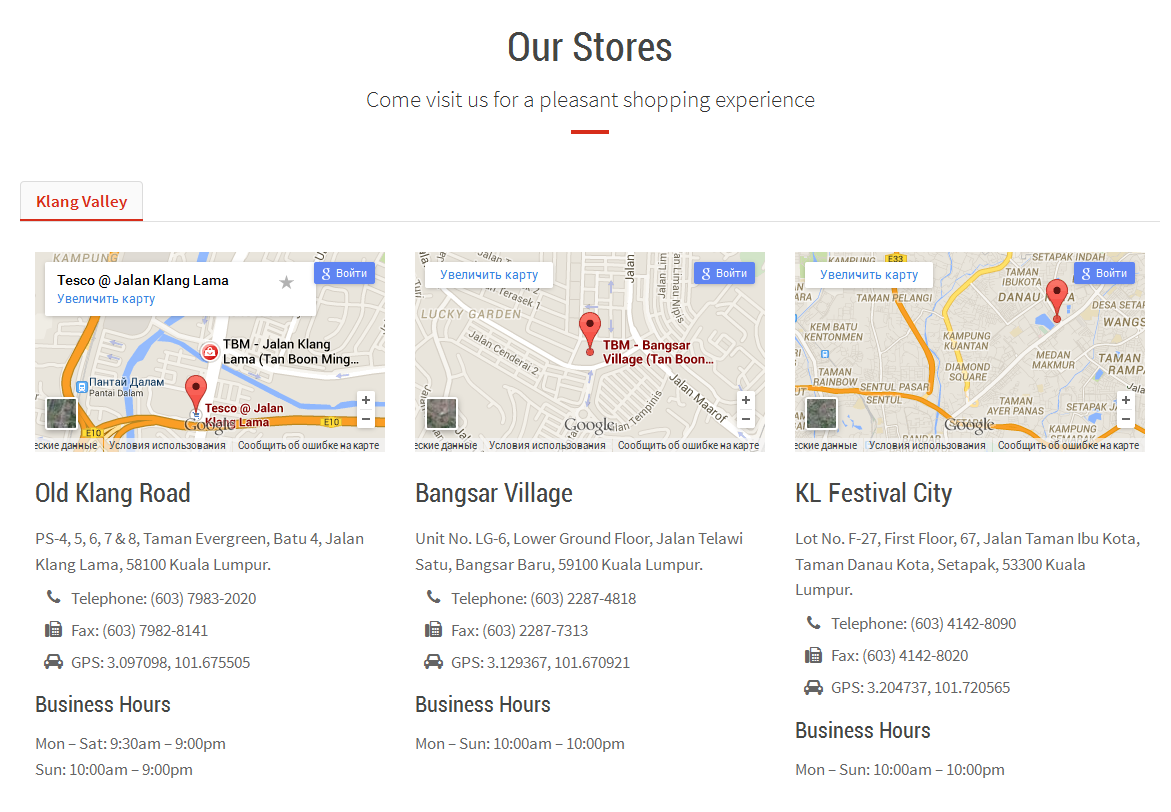 Our Stores
Come visit us for a pleasant shopping experience
Klang Valley
KAMPUNG
Tesco @ Jalan Klang Lama
Увеличить карту
Войти
TBM - Jalan Klang
Lama (Tan Boon Ming...
Пантай Далам
Pantai Dalam
Tesco @ Jalan
Klang Lama
E10
E10
Google
+
−
еские данные
Условия использования
Сообщить об ошибке на карте
Old Klang Road
PS-4, 5, 6, 7 & 8, Taman Evergreen, Batu 4, Jalan
Klang Lama, 58100 Kuala Lumpur.
Telephone: (603) 7983-2020
Fax: (603) 7982-8141
GPS: 3.097098, 101.675505
Business Hours
Mon – Sat: 9:30am – 9:00pm
Sun: 10:00am – 9:00pm
Увеличить карту
Войти
Terasek 1
LUCKY GARDEN
Jalan Cenderai 2
Jalan
Jalan Lim
an Limau Nipis
TBM - Bangsar
Village (Tan Boon...
Jalan Maarof
Tempinis
Google
+
−
еские данные
Условия использования
Сообщить об ошибке на карте
Bangsar Village
Unit No. LG-6, Lower Ground Floor, Jalan Telawi
Satu, Bangsar Baru, 59100 Kuala Lumpur.
Telephone: (603) 2287-4818
Fax: (603) 2287-7313
GPS: 3.129367, 101.670921
Business Hours
Mon – Sun: 10:00am – 10:00pm
E33
SETAPAK INDAH
Увеличить карту
Войти
TAMAN
IBUKOTA
TAMAN PELANGI
DANAU KOTA
DESA SETAP
WANGS
KEM BATU
KENTONMEN
KAMPUNG
KUANTAN
MEDAN
MAKMUR
TAMAN
RAMPA
DIAMOND
SQUARE
TAMAN
RAINBOW
SENTUL PASAR
SENTUL
TAMAN
AYER PANAS
SETAPAK JA
KAMPUNG
SEMARAK
BANDAR
Google
+
−
еские данные
Условия использования
Сообщить об ошибке на карте
KL Festival City
Lot No. F-27, First Floor, 67, Jalan Taman Ibu Kota,
Taman Danau Kota, Setapak, 53300 Kuala
Lumpur.
Telephone: (603) 4142-8090
Fax: (603) 4142-8020
GPS: 3.204737, 101.720565
Business Hours
Mon – Sun: 10:00am – 10:00pm